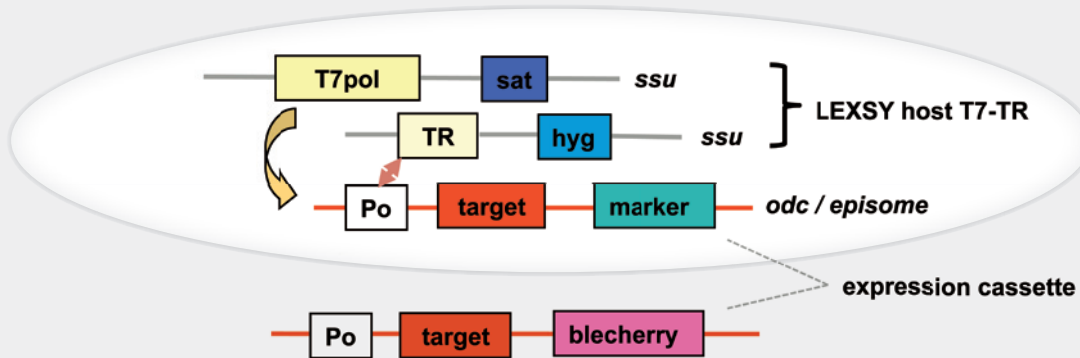 T7pol sat ssu
LEXSY host T7-TR
TR hyg ssu
Po target marker odc / episome
expression cassette
Po target blecherry